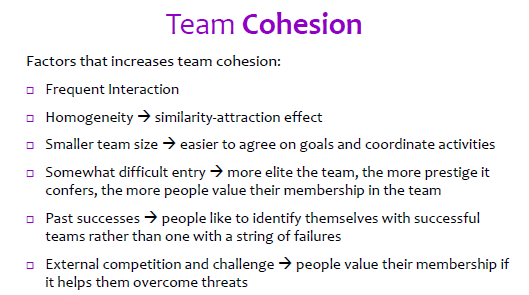 Team Cohesion
Factors that increases team cohesion:
□ Frequent Interaction
□ Homogeneity → similarity-attraction effect
□ Smaller team size → easier to agree on goals and coordinate activities
□ Somewhat difficult entry → more elite the team, the more prestige it
confers, the more people value their membership in the team
□ Past successes → people like to identify themselves with successful
teams rather than one with a string of failures
□ External competition and challenge → people value their membership if
it helps them overcome threats